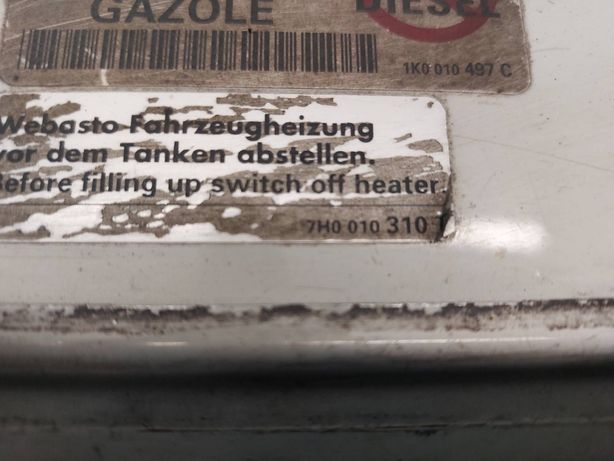 GAZOLE
DIESEL
1K0 010 497 C
Webasto Fahrzeugheizung
vor dem Tanken abstellen.
Before filling up switch off heater.
7H0 010 310